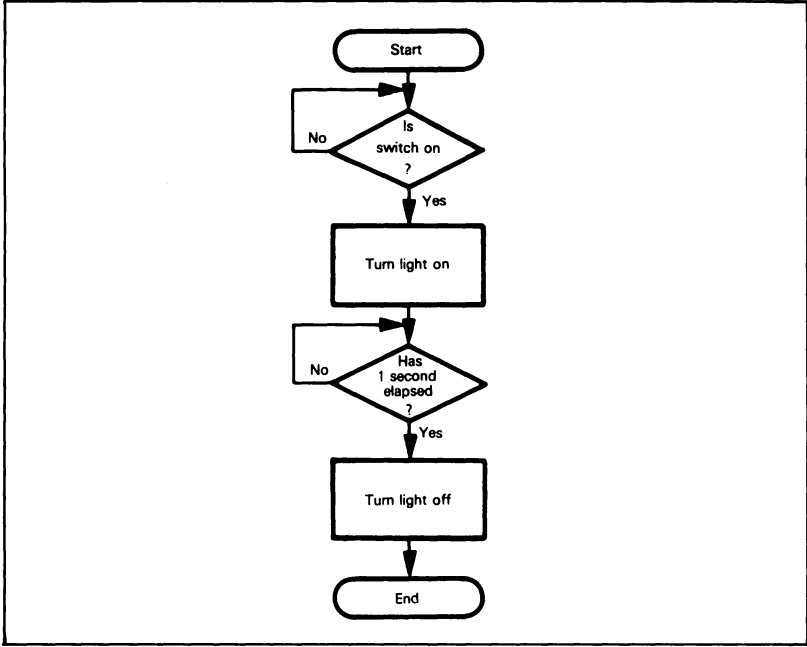 Start
Is
switch on
?
No
Yes
Turn light on
Has
1 second
elapsed
?
No
Yes
Turn light off
End